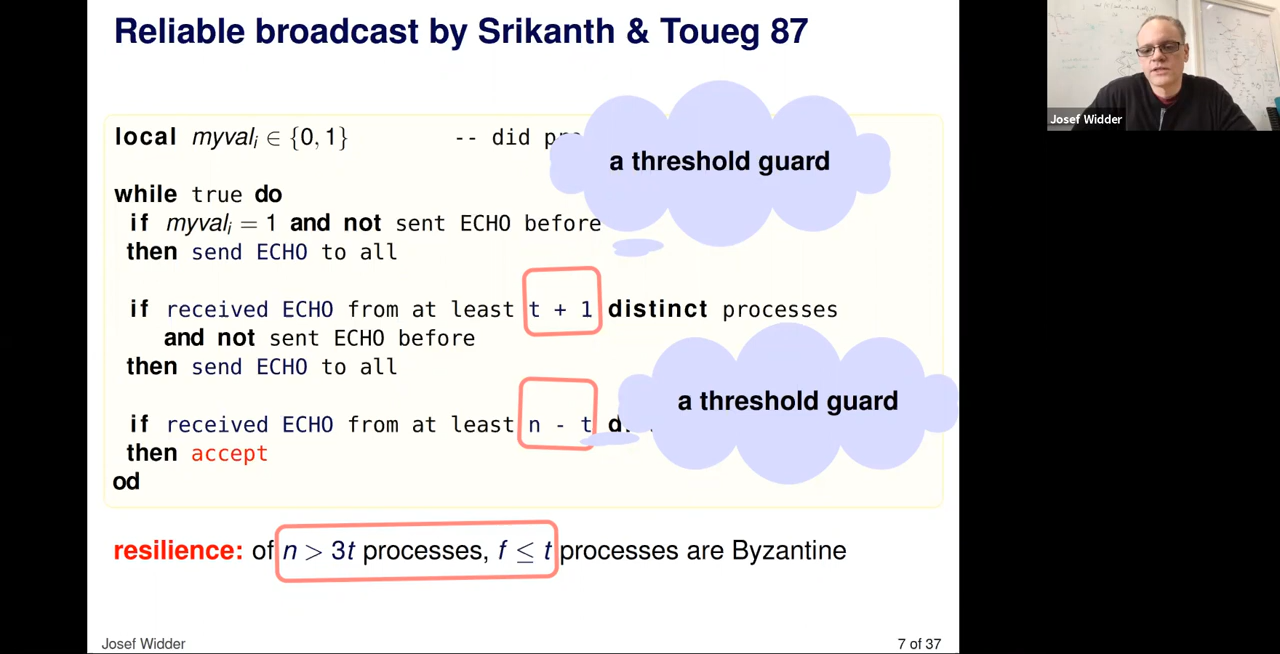 Reliable broadcast by Srikanth & Toueg 87
Josef Widder
local myvalᵢ ∈ {0, 1} -- did
a threshold guard
while true do
if myvalᵢ = 1 and not sent ECHO before
then send ECHO to all
if received ECHO from at least t + 1 distinct processes
and not sent ECHO before
then send ECHO to all
a threshold guard
if received ECHO from at least n - t
then accept
od
resilience: of n > 3t processes, f ≤ t processes are Byzantine
Josef Widder
7 of 37